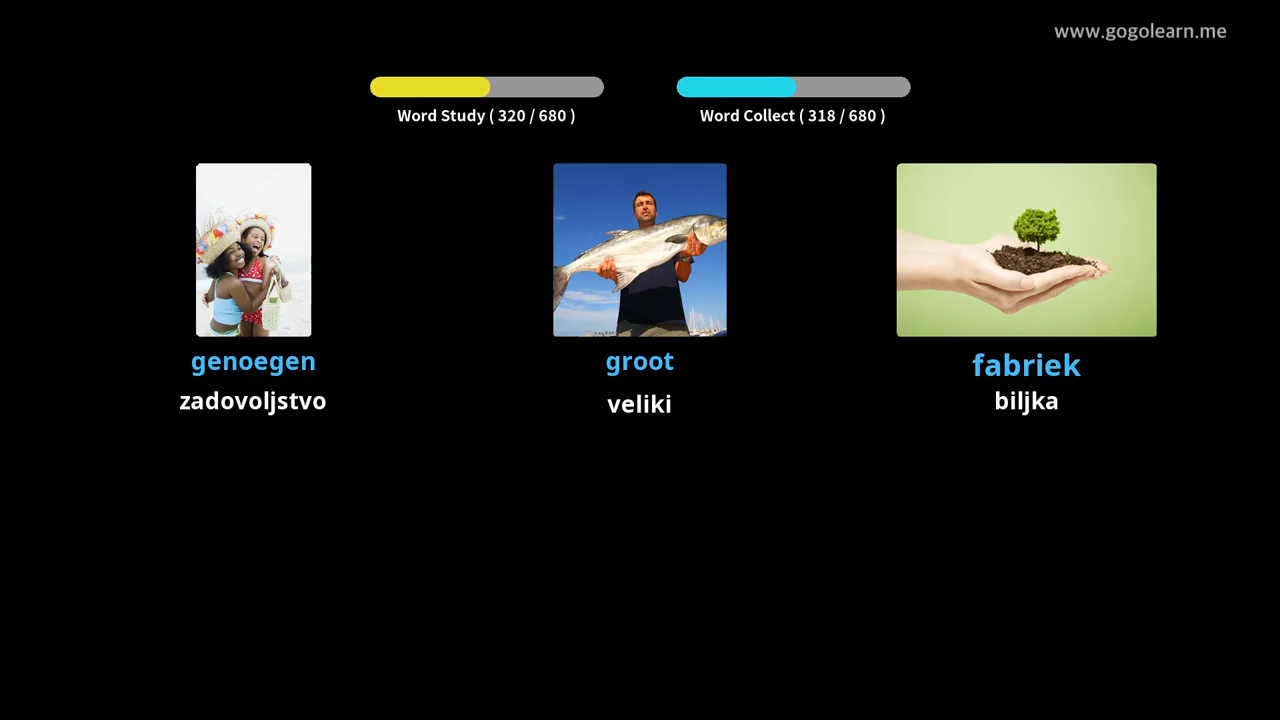 www.gogolearn.me
Word Study ( 320 / 680 )
Word Collect ( 318 / 680 )
genoegen
zadovoljstvo
groot
veliki
fabriek
biljka